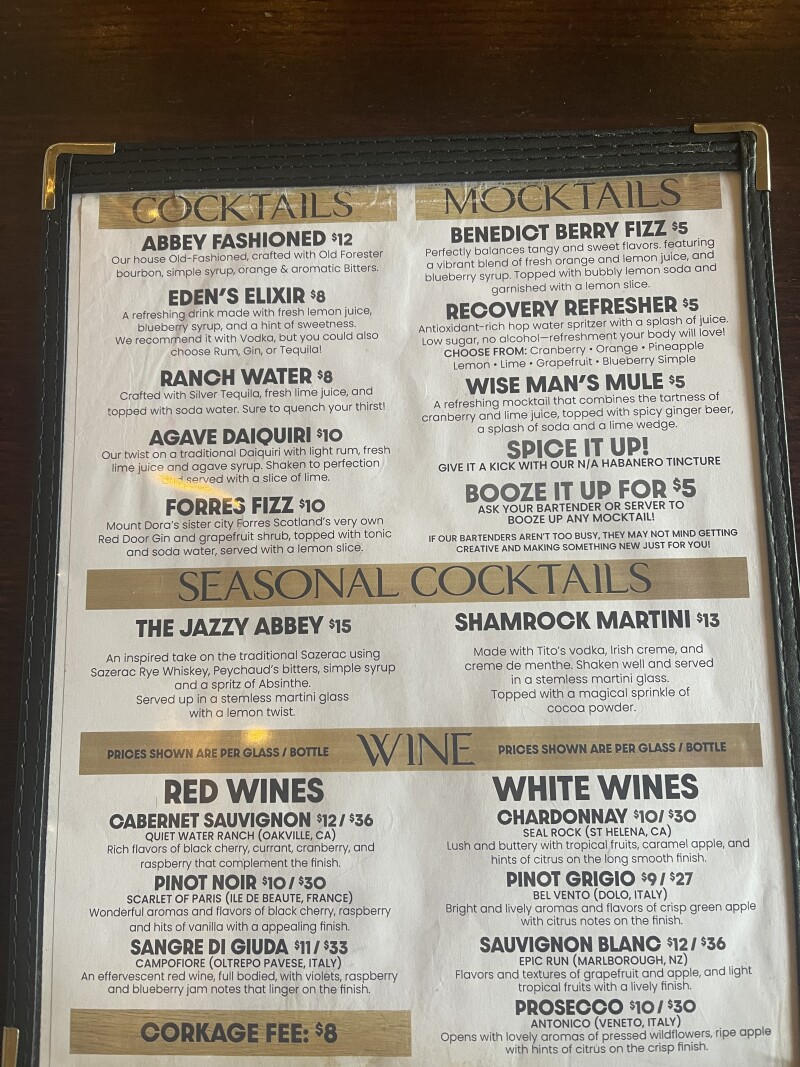 COCKTAILS
ABBEY FASHIONED $12
Our house Old-Fashioned, crafted with Old Forester
bourbon, simple syrup, orange & aromatic Bitters.
EDEN'S ELIXIR $8
A refreshing drink made with fresh lemon juice,
blueberry syrup, and a hint of sweetness.
We recommend it with Vodka, but you could also
choose Rum, Gin, or Tequila!
RANCH WATER $8
Crafted with Silver Tequila, fresh lime juice, and
topped with soda water. Sure to quench your thirst!
AGAVE DAIQUIRI $10
Our twist on a traditional Daiquiri with light rum, fresh
lime juice and agave syrup. Shaken to perfection
and served with a slice of lime.
FORRES FIZZ $10
Mount Dora's sister city Forres Scotland's very own
Red Door Gin and grapefruit shrub, topped with tonic
and soda water, served with a lemon slice.
MOCKTAILS
BENEDICT BERRY FIZZ $5
Perfectly balances tangy and sweet flavors. featuring
a vibrant blend of fresh orange and lemon juice, and
blueberry syrup. Topped with bubbly lemon soda and
garnished with a lemon slice.
RECOVERY REFRESHER $5
Antioxidant-rich hop water spritzer with a splash of juice.
Low sugar, no alcohol—refreshment your body will love!
CHOOSE FROM: Cranberry • Orange • Pineapple
Lemon • Lime • Grapefruit • Blueberry Simple
WISE MAN'S MULE $5
A refreshing mocktail that combines the tartness of
cranberry and lime juice, topped with spicy ginger beer,
a splash of soda and a lime wedge.
SPICE IT UP!
GIVE IT A KICK WITH OUR N/A HABANERO TINCTURE
BOOZE IT UP FOR $5
ASK YOUR BARTENDER OR SERVER TO
BOOZE UP ANY MOCKTAIL!
IF OUR BARTENDERS AREN'T TOO BUSY, THEY MAY NOT MIND GETTING
CREATIVE AND MAKING SOMETHING NEW JUST FOR YOU!
SEASONAL COCKTAILS
THE JAZZY ABBEY $15
An inspired take on the traditional Sazerac using
Sazerac Rye Whiskey, Peychaud's bitters, simple syrup
and a spritz of Absinthe.
Served up in a stemless martini glass
with a lemon twist.
SHAMROCK MARTINI $13
Made with Tito's vodka, Irish creme, and
creme de menthe. Shaken well and served
in a stemless martini glass.
Topped with a magical sprinkle of
cocoa powder.
PRICES SHOWN ARE PER GLASS / BOTTLE WINE PRICES SHOWN ARE PER GLASS / BOTTLE
RED WINES
CABERNET SAUVIGNON $12 / $36
QUIET WATER RANCH (OAKVILLE, CA)
Rich flavors of black cherry, currant, cranberry, and
raspberry that complement the finish.
PINOT NOIR $10 / $30
SCARLET OF PARIS (ILE DE BEAUTE, FRANCE)
Wonderful aromas and flavors of black cherry, raspberry
and hits of vanilla with a appealing finish.
SANGRE DI GIUDA $11 / $33
CAMPOFIORE (OLTREPO PAVESE, ITALY)
An effervescent red wine, full bodied, with violets, raspberry
and blueberry jam notes that linger on the finish.
CORKAGE FEE: $8
WHITE WINES
CHARDONNAY $10/ $30
SEAL ROCK (ST HELENA, CA)
Lush and buttery with tropical fruits, caramel apple, and
hints of citrus on the long smooth finish.
PINOT GRIGIO $9 / $27
BEL VENTO (DOLO, ITALY)
Bright and lively aromas and flavors of crisp green apple
with citrus notes on the finish.
SAUVIGNON BLANC $12 / $36
EPIC RUN (MARLBOROUGH, NZ)
Flavors and textures of grapefruit and apple, and light
tropical fruits with a lively finish.
PROSECCO $10 / $30
ANTONICO (VENETO, ITALY)
Opens with lovely aromas of pressed wildflowers, ripe apple
with hints of citrus on the crisp finish.